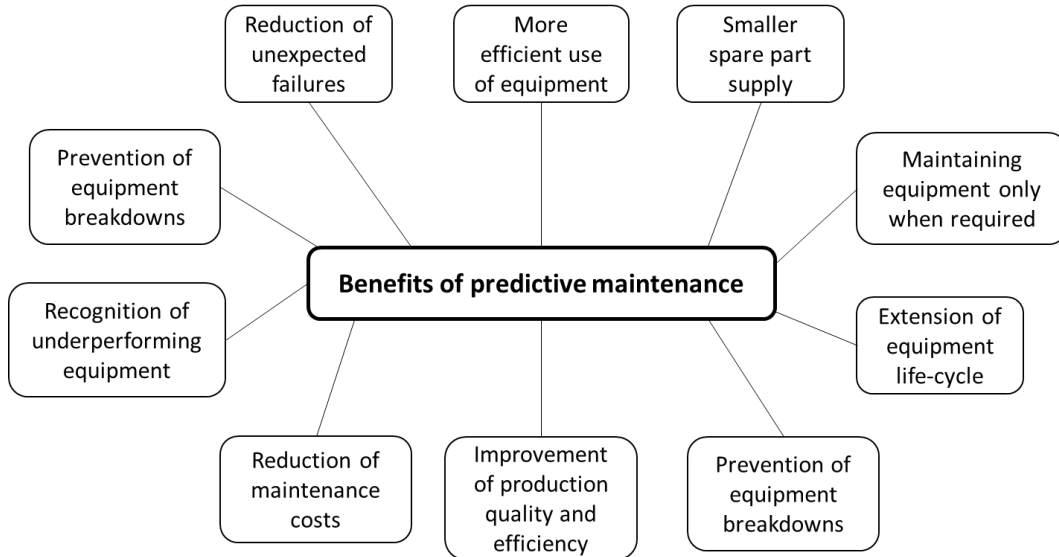 Reduction of
unexpected
failures
More
efficient use
of equipment
Smaller
spare part
supply
Prevention of
equipment
breakdowns
Maintaining
equipment only
when required
Benefits of predictive maintenance
Recognition of
underperforming
equipment
Extension of
equipment
life-cycle
Reduction of
maintenance
costs
Improvement
of production
quality and
efficiency
Prevention of
equipment
breakdowns